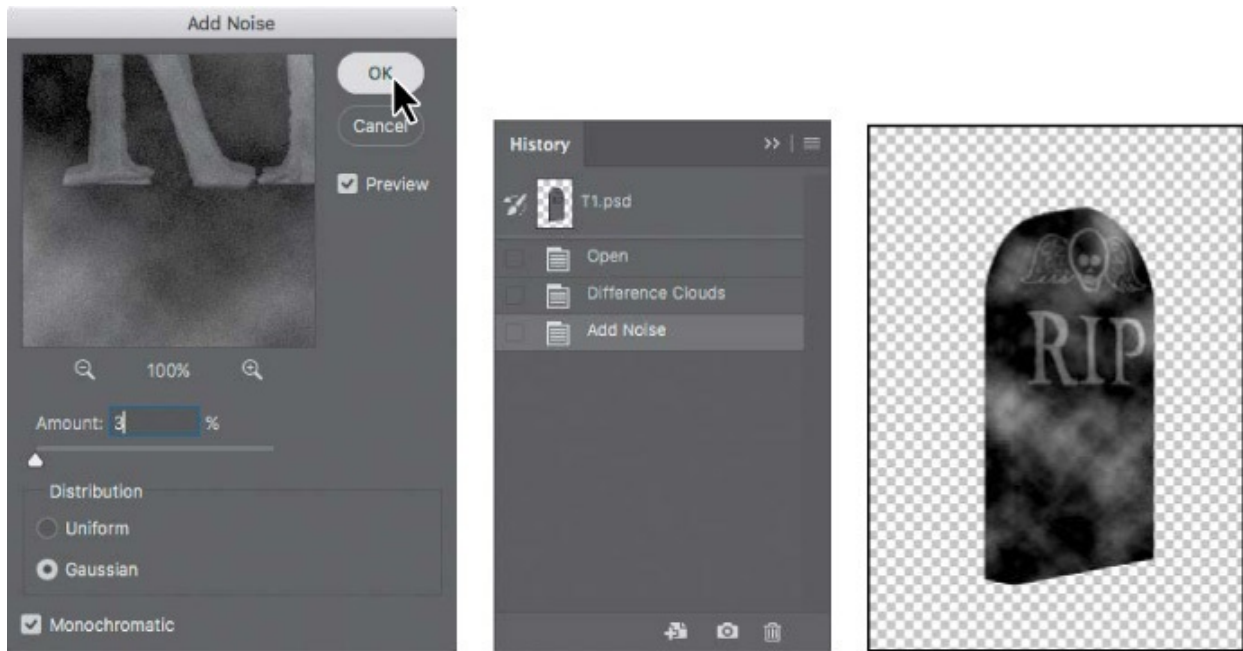 Add Noise
OK
Cancel
Preview
100%
Amount: 3 %
Distribution
Uniform
Gaussian
Monochromatic
History
T1.psd
Open
Difference Clouds
Add Noise
RIP